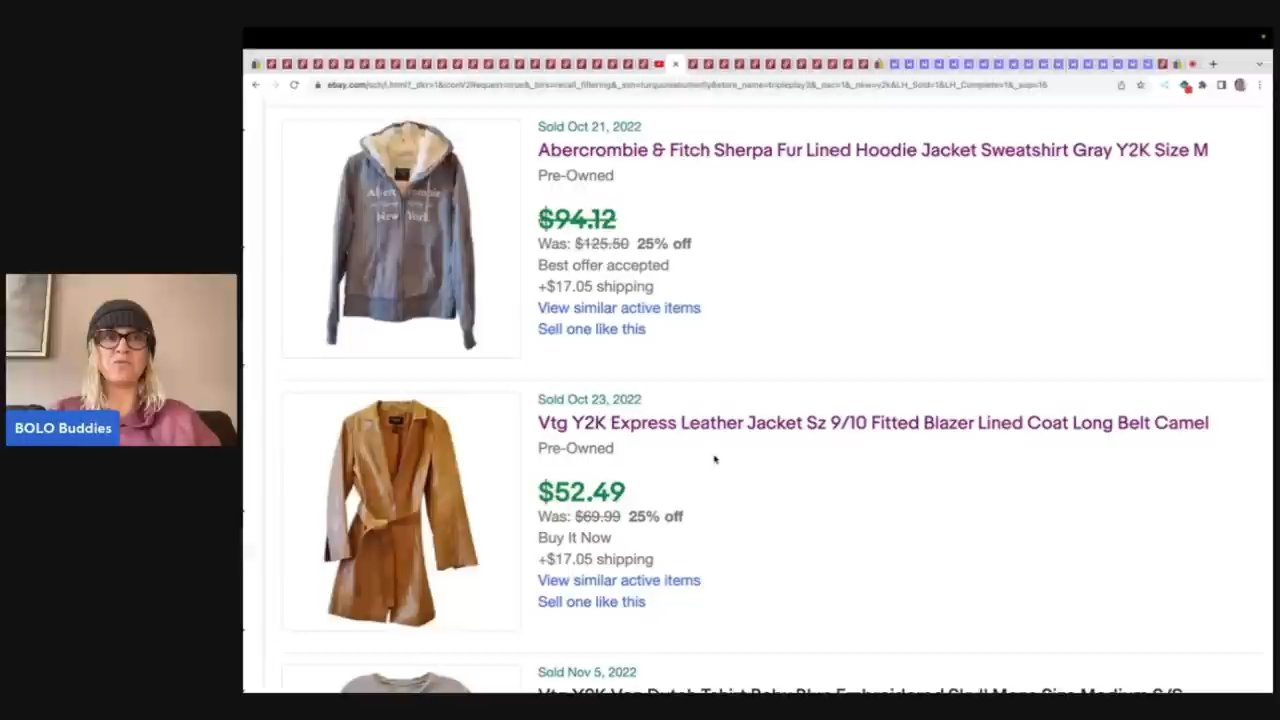 Sold Oct 21, 2022
Abercrombie & Fitch Sherpa Fur Lined Hoodie Jacket Sweatshirt Gray Y2K Size M
Pre-Owned
$94.12
Was: $125.50 25% off
Best offer accepted
+$17.05 shipping
View similar active items
Sell one like this
New York
BOLO Buddies
Sold Oct 23, 2022
Vtg Y2K Express Leather Jacket Sz 9/10 Fitted Blazer Lined Coat Long Belt Camel
Pre-Owned
$52.49
Was: $69.99 25% off
Buy It Now
+$17.05 shipping
View similar active items
Sell one like this
Sold Nov 5, 2022